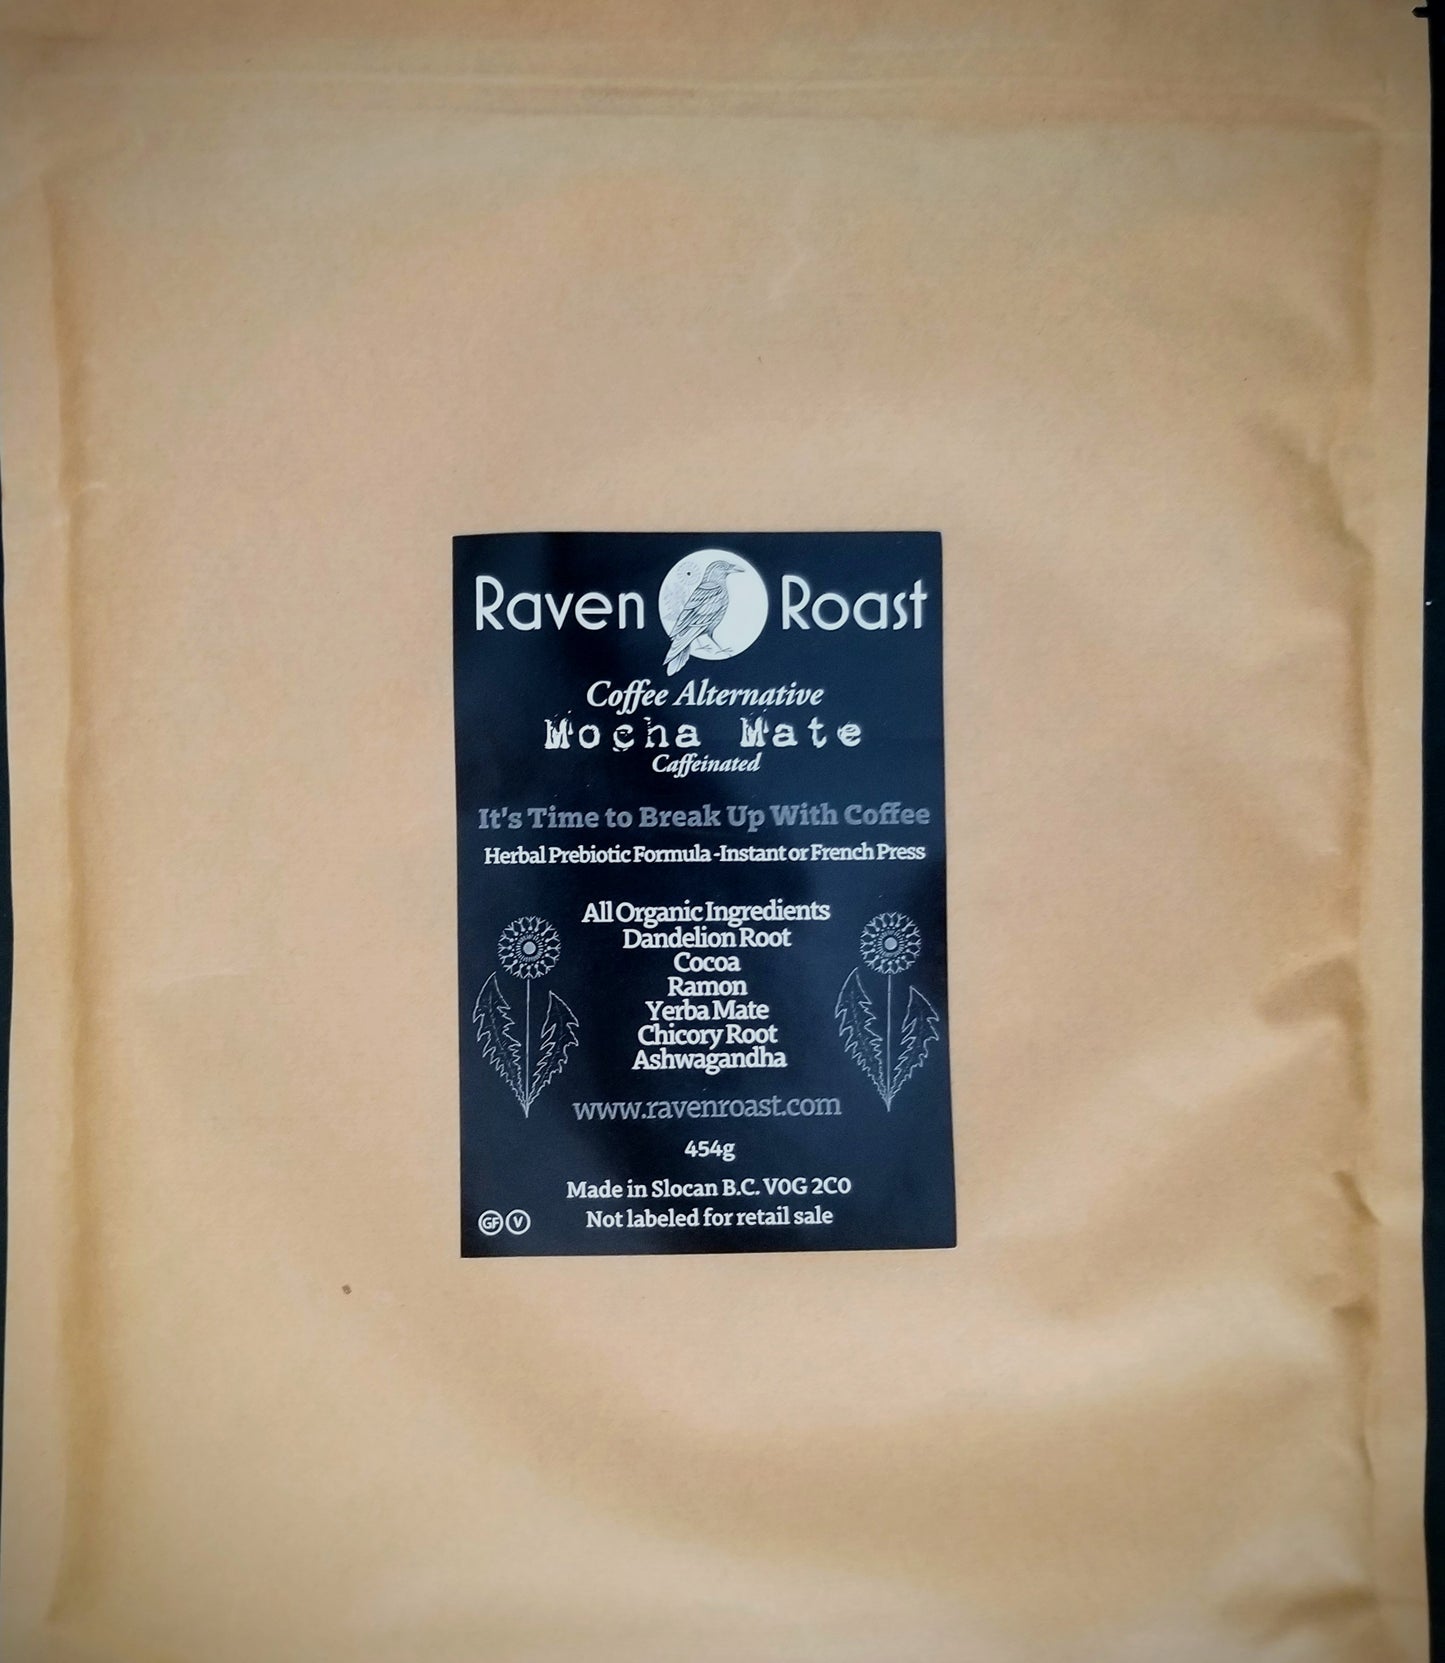 Raven Roast
Coffee Alternative
Mocha Mate
Caffeinated
It's Time to Break Up With Coffee
Herbal Prebiotic Formula -Instant or French Press
All Organic Ingredients
Dandelion Root
Cocoa
Ramon
Yerba Mate
Chicory Root
Ashwagandha
www.ravenroast.com
454g
Made in Slocan B.C. V0G 2C0
GF V
Not labeled for retail sale